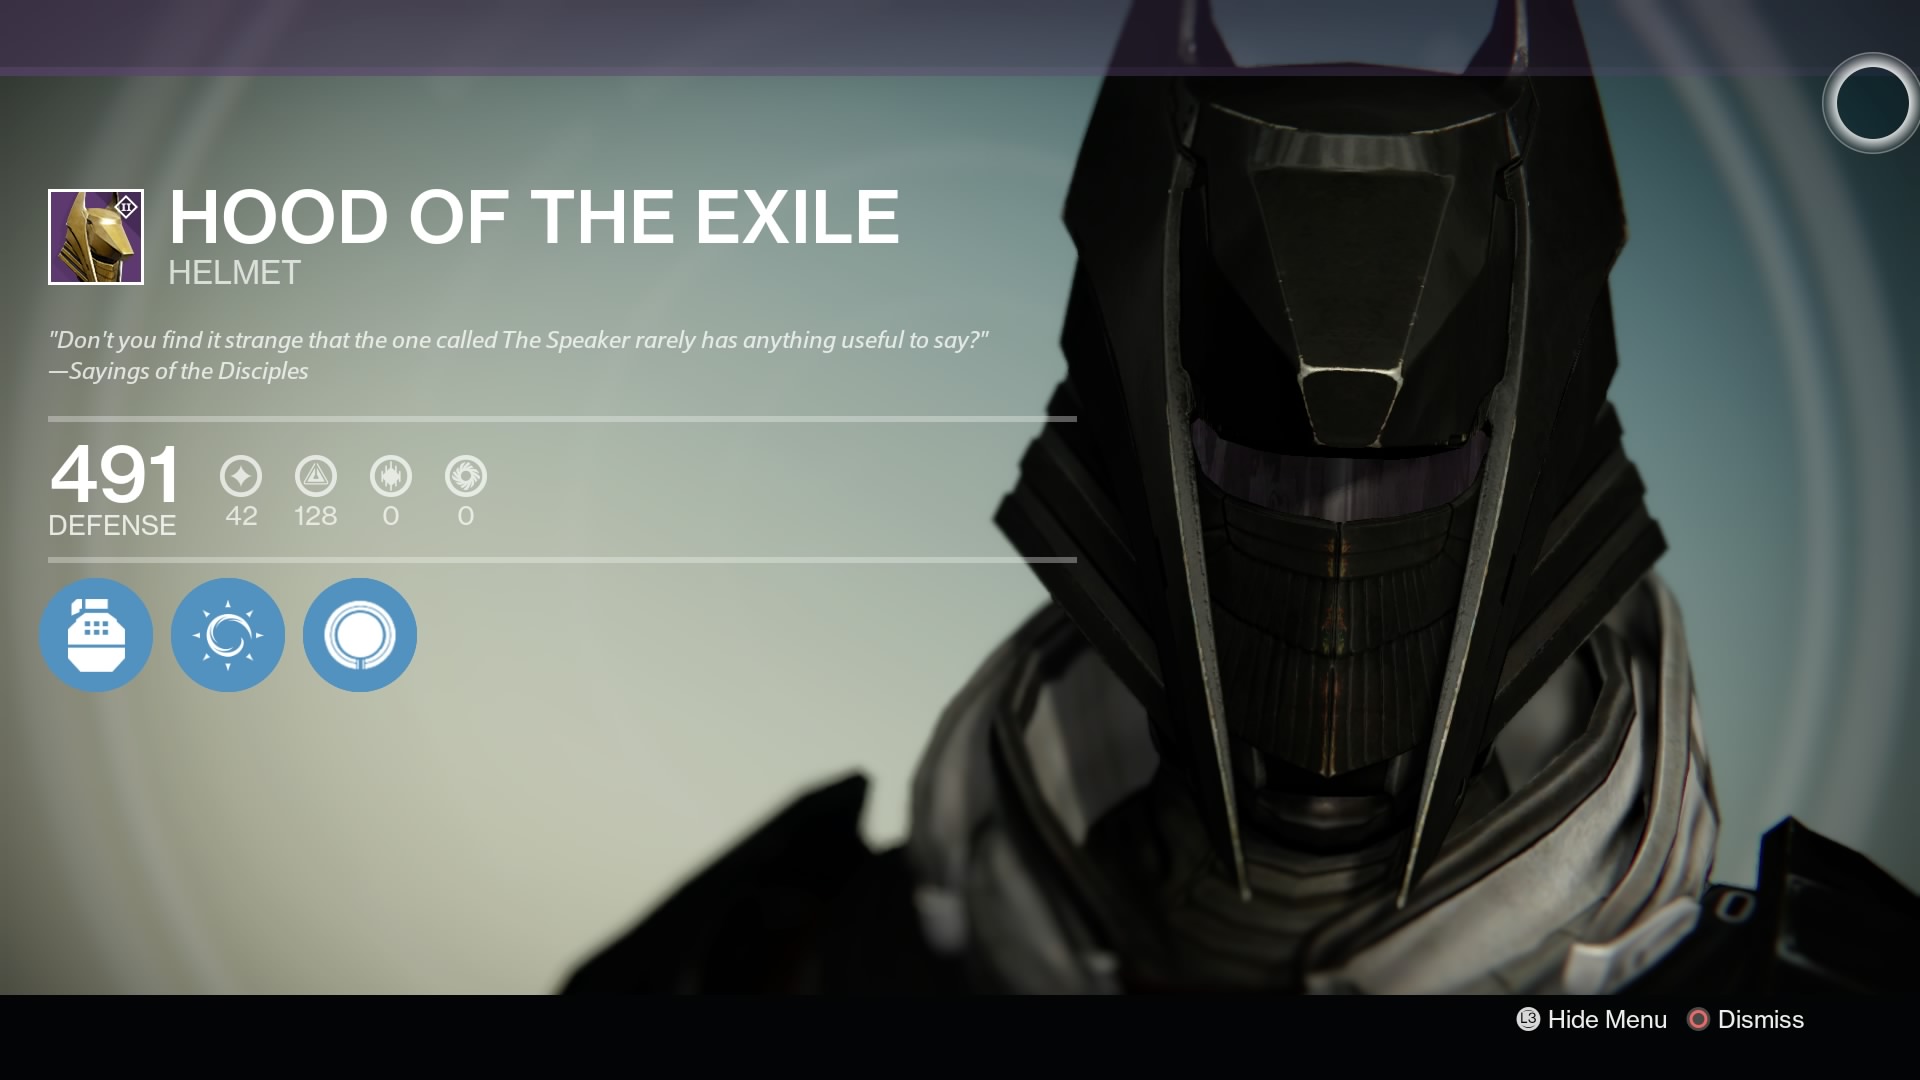 HOOD OF THE EXILE
HELMET
"Don't you find it strange that the one called The Speaker rarely has anything useful to say?"
—Sayings of the Disciples
491
DEFENSE
42 128 0 0
L3 Hide Menu Dismiss